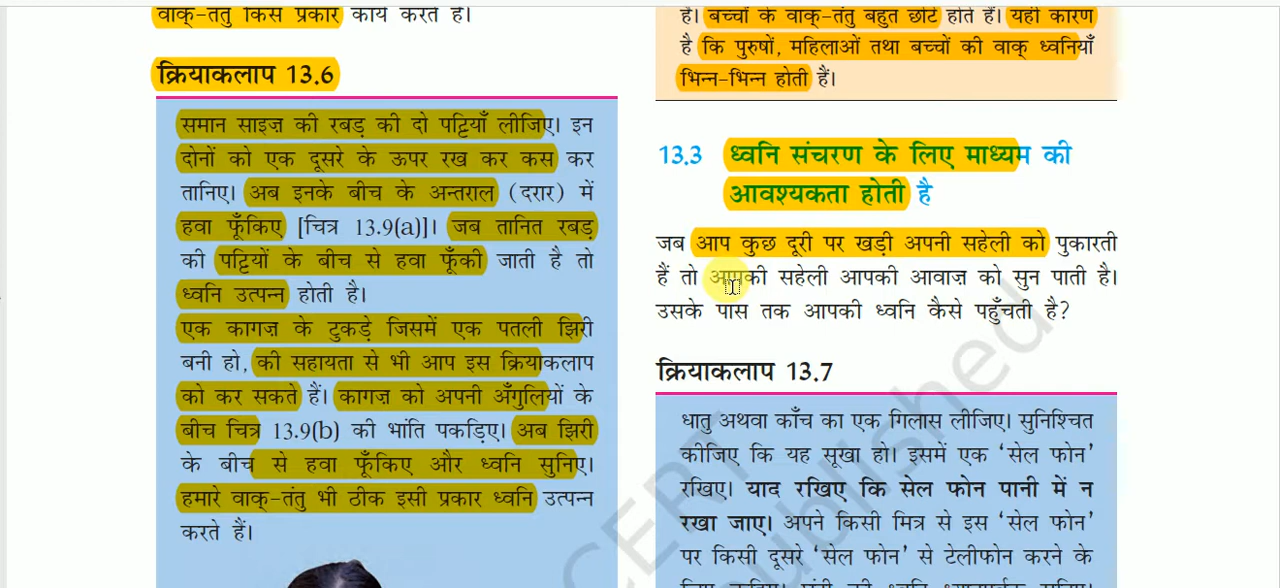 वाक्-तंतु किस प्रकार कार्य करते हैं।
क्रियाकलाप 13.6
समान साइज़ की रबड़ की दो पट्टियाँ लीजिए। इन
दोनों को एक दूसरे के ऊपर रख कर कस कर
तानिए। अब इनके बीच के अन्तराल (दरार) में
हवा फूँकिए [चित्र 13.9(a)]। जब तानित रबड़
की पट्टियों के बीच से हवा फूँकी जाती है तो
ध्वनि उत्पन्न होती है।
एक कागज़ के टुकड़े जिसमें एक पतली झिरी
बनी हो, की सहायता से भी आप इस क्रियाकलाप
को कर सकते हैं। कागज़ को अपनी अँगुलियों के
बीच चित्र 13.9(b) की भांति पकड़िए। अब झिरी
के बीच से हवा फूँकिए और ध्वनि सुनिए।
हमारे वाक्-तंतु भी ठीक इसी प्रकार ध्वनि उत्पन्न
करते हैं।
हैं। बच्चों के वाक्-तंतु बहुत छोटे होते हैं। यही कारण
है कि पुरुषों, महिलाओं तथा बच्चों की वाक् ध्वनियाँ
भिन्न-भिन्न होती हैं।
13.3 ध्वनि संचरण के लिए माध्यम की
आवश्यकता होती है
जब आप कुछ दूरी पर खड़ी अपनी सहेली को पुकारती
हैं तो आपकी सहेली आपकी आवाज़ को सुन पाती है।
उसके पास तक आपकी ध्वनि कैसे पहुँचती है?
क्रियाकलाप 13.7
धातु अथवा काँच का एक गिलास लीजिए। सुनिश्चित
कीजिए कि यह सूखा हो। इसमें एक ‘सेल फोन’
रखिए। याद रखिए कि सेल फोन पानी में न
रखा जाए। अपने किसी मित्र से इस ‘सेल फोन’
पर किसी दूसरे ‘सेल फोन’ से टेलीफोन करने के